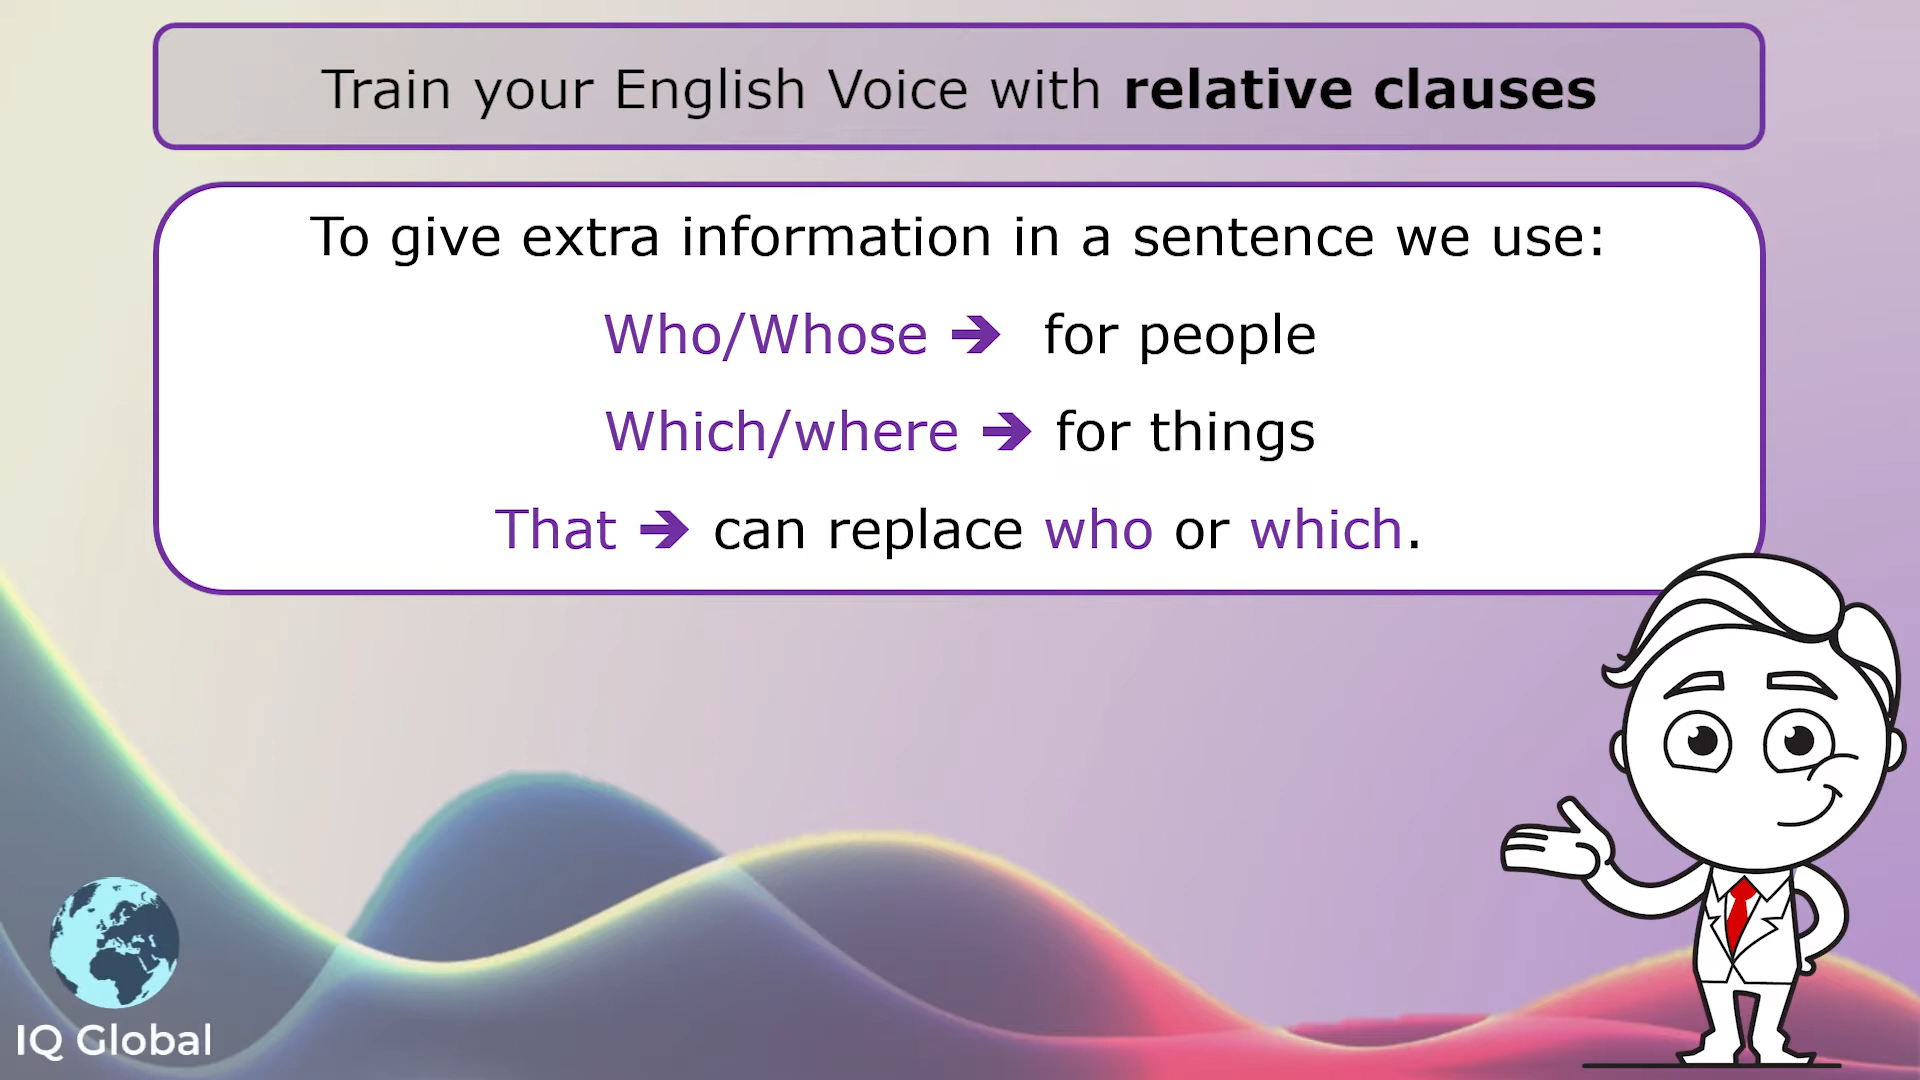 Train your English Voice with relative clauses
To give extra information in a sentence we use:
Who/Whose ➔ for people
Which/where ➔ for things
That ➔ can replace who or which.
IQ Global